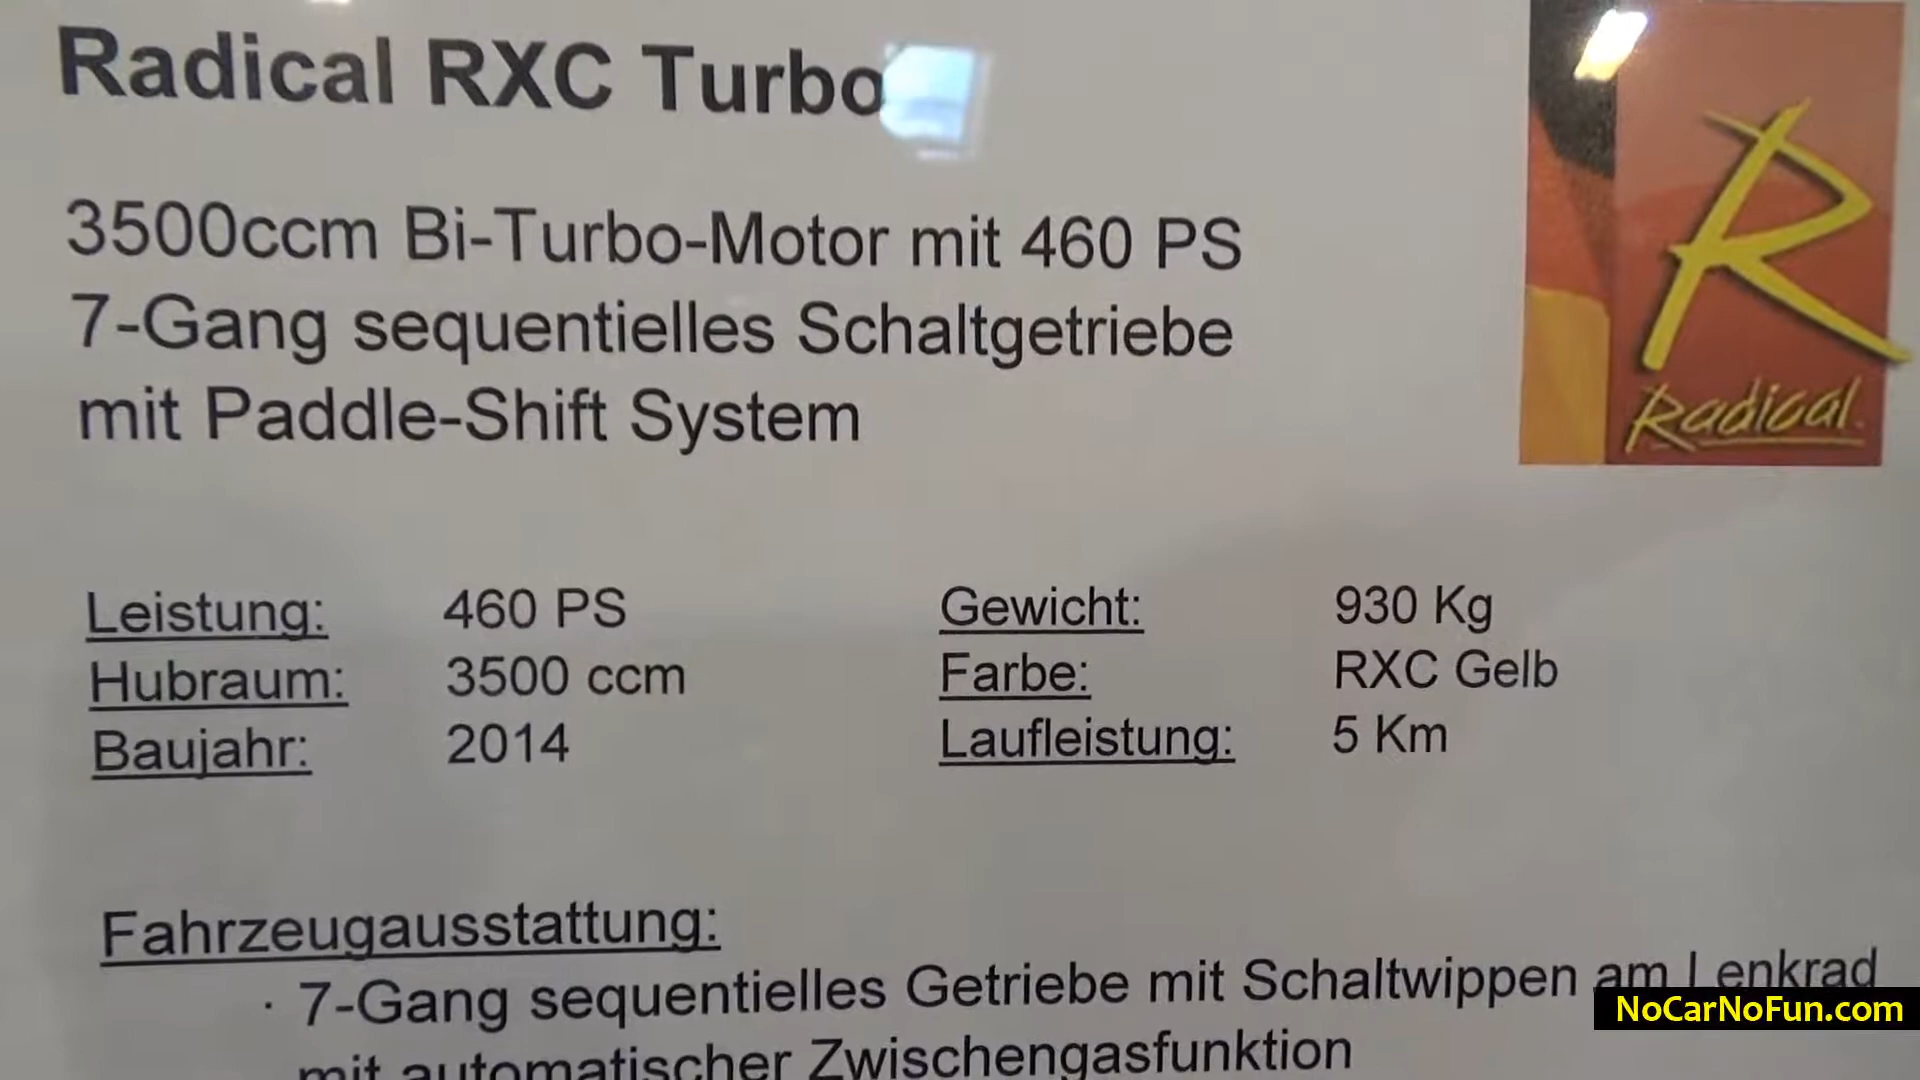 Radical RXC Turbo
3500ccm Bi-Turbo-Motor mit 460 PS
7-Gang sequentielles Schaltgetriebe
mit Paddle-Shift System
R
Radical
Leistung: 460 PS Gewicht: 930 Kg
Hubraum: 3500 ccm Farbe: RXC Gelb
Baujahr: 2014 Laufleistung: 5 Km
Fahrzeugausstattung:
· 7-Gang sequentielles Getriebe mit Schaltwippen am Lenkrad
mit automatischer Zwischengasfunktion
NoCarNoFun.com